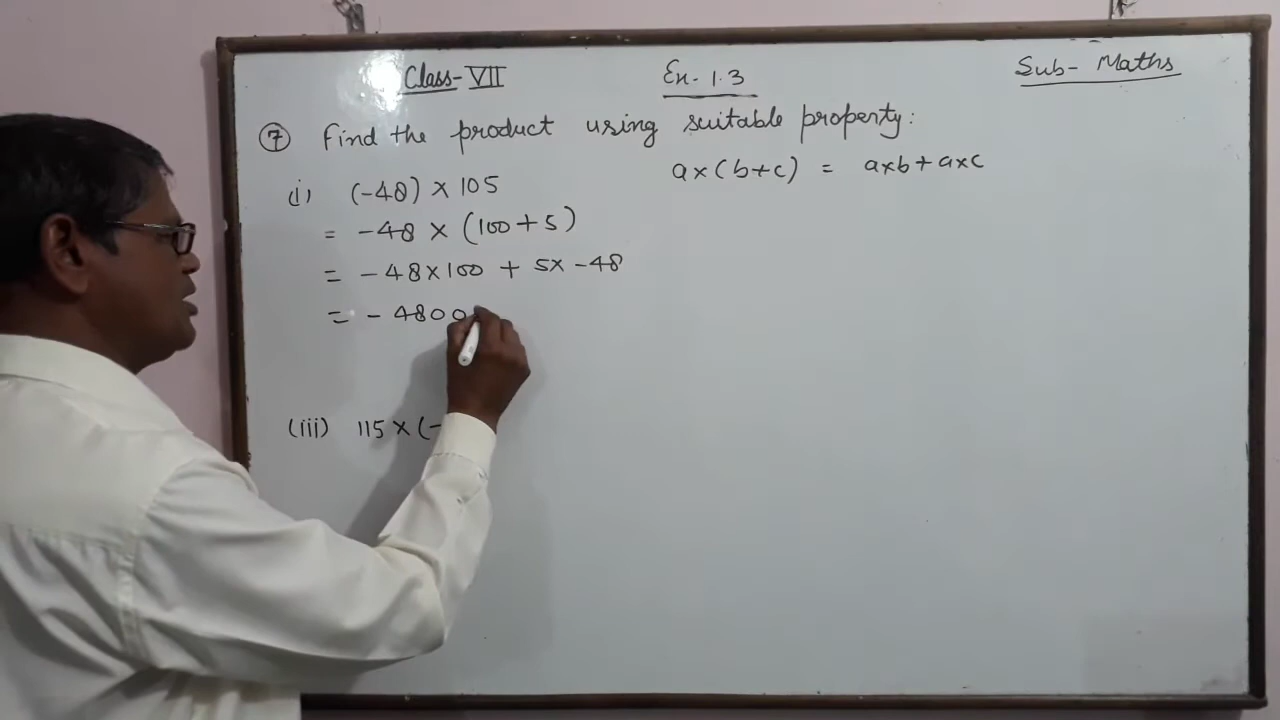 Class-VII Ex-1.3 Sub- Maths
⑦ Find the product using suitable property:
a×(b+c) = a×b+a×c
(i) (-48) × 105
= -48 × (100+5)
= -48×100 + 5× -48
= - 4800
(iii) 115×(-